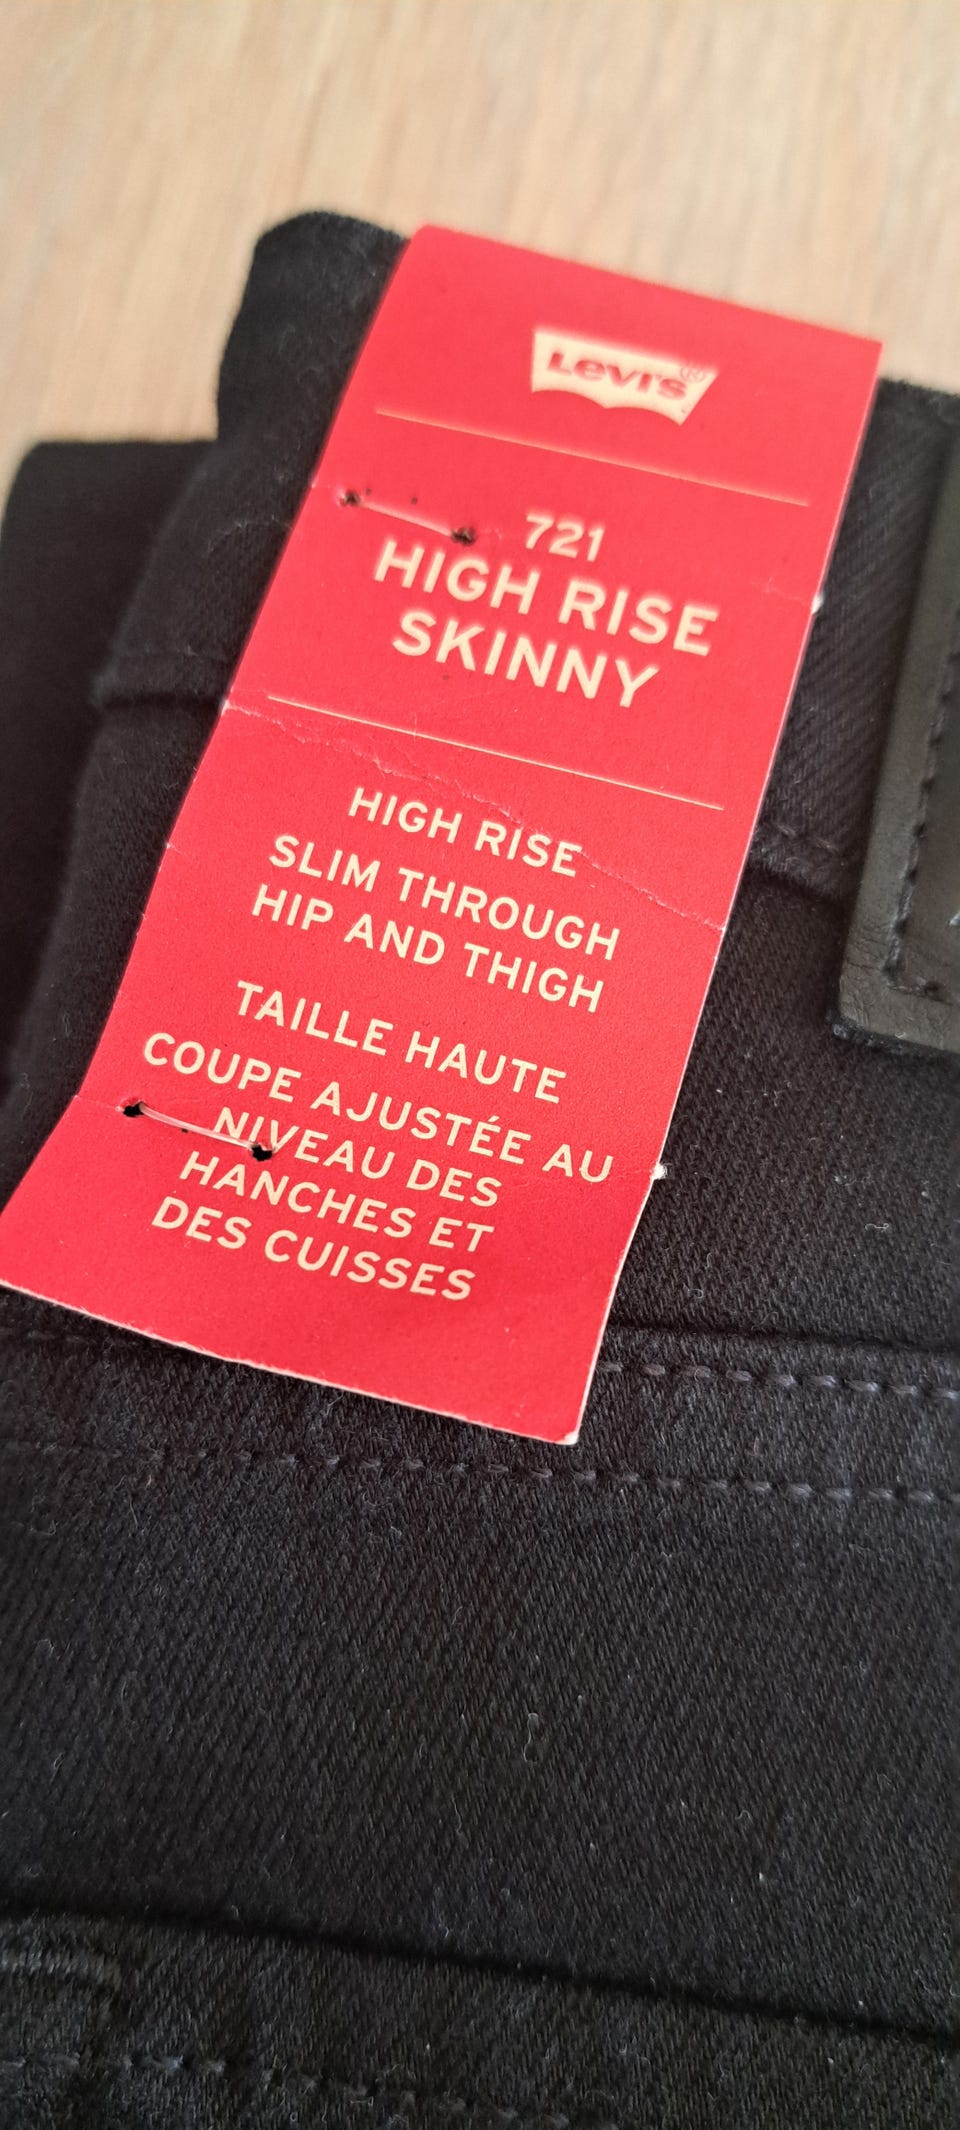 Levi's®
721
HIGH RISE
SKINNY
HIGH RISE
SLIM THROUGH
HIP AND THIGH
TAILLE HAUTE
COUPE AJUSTÉE AU
NIVEAU DES
HANCHES ET
DES CUISSES